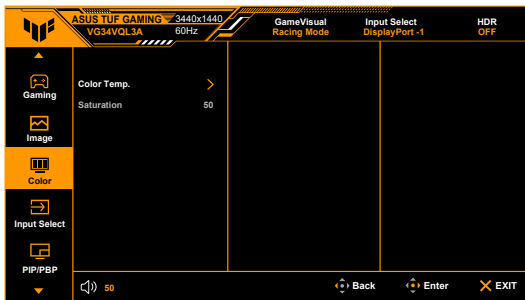 ASUS TUF GAMING
VG34VQL3A
3440x1440
60Hz
GameVisual
Racing Mode
Input Select
DisplayPort -1
HDR
OFF
Gaming
Image
Color
Input Select
PIP/PBP
Color Temp.
Saturation 50
50
Back
Enter
EXIT